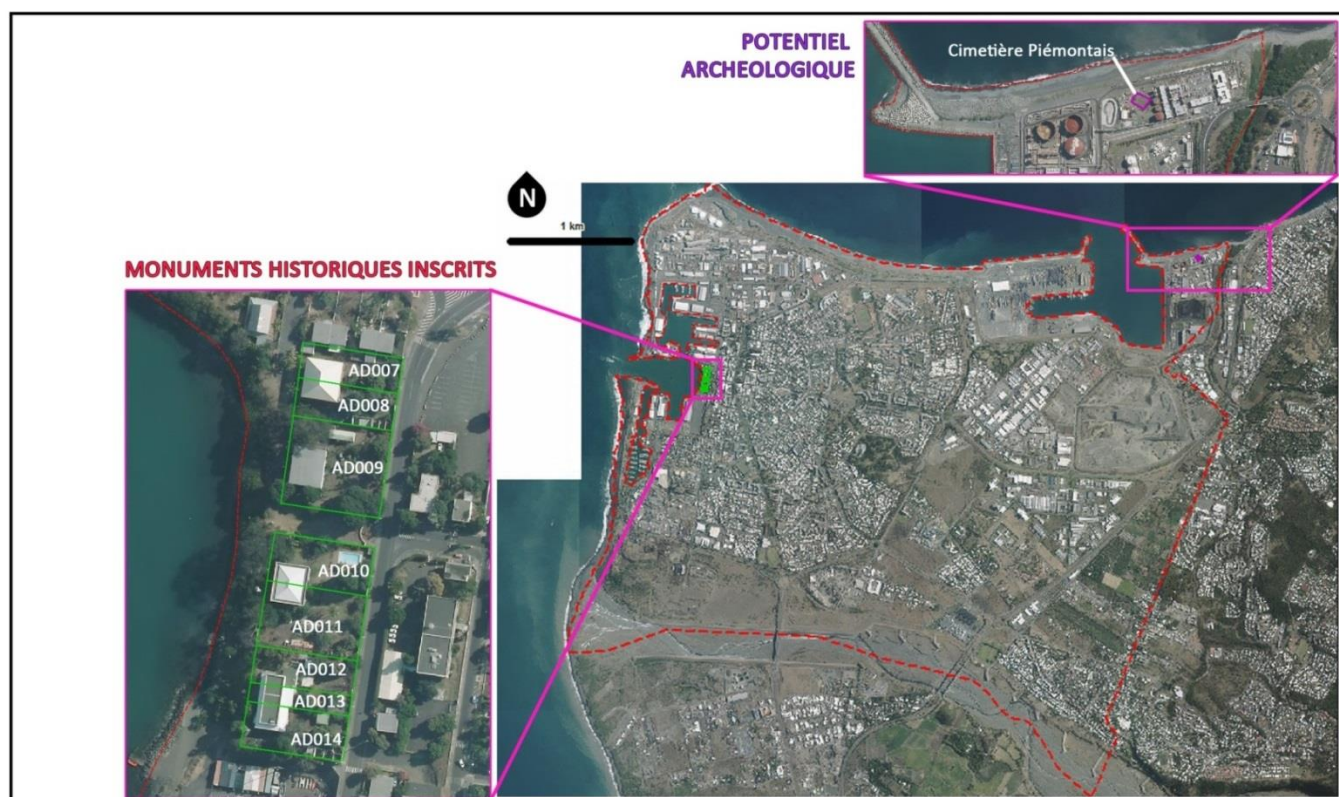 POTENTIEL
ARCHEOLOGIQUE
Cimetière Piémontais
N
1 km
MONUMENTS HISTORIQUES INSCRITS
AD007
AD008
AD009
AD010
AD011
AD012
AD013
AD014